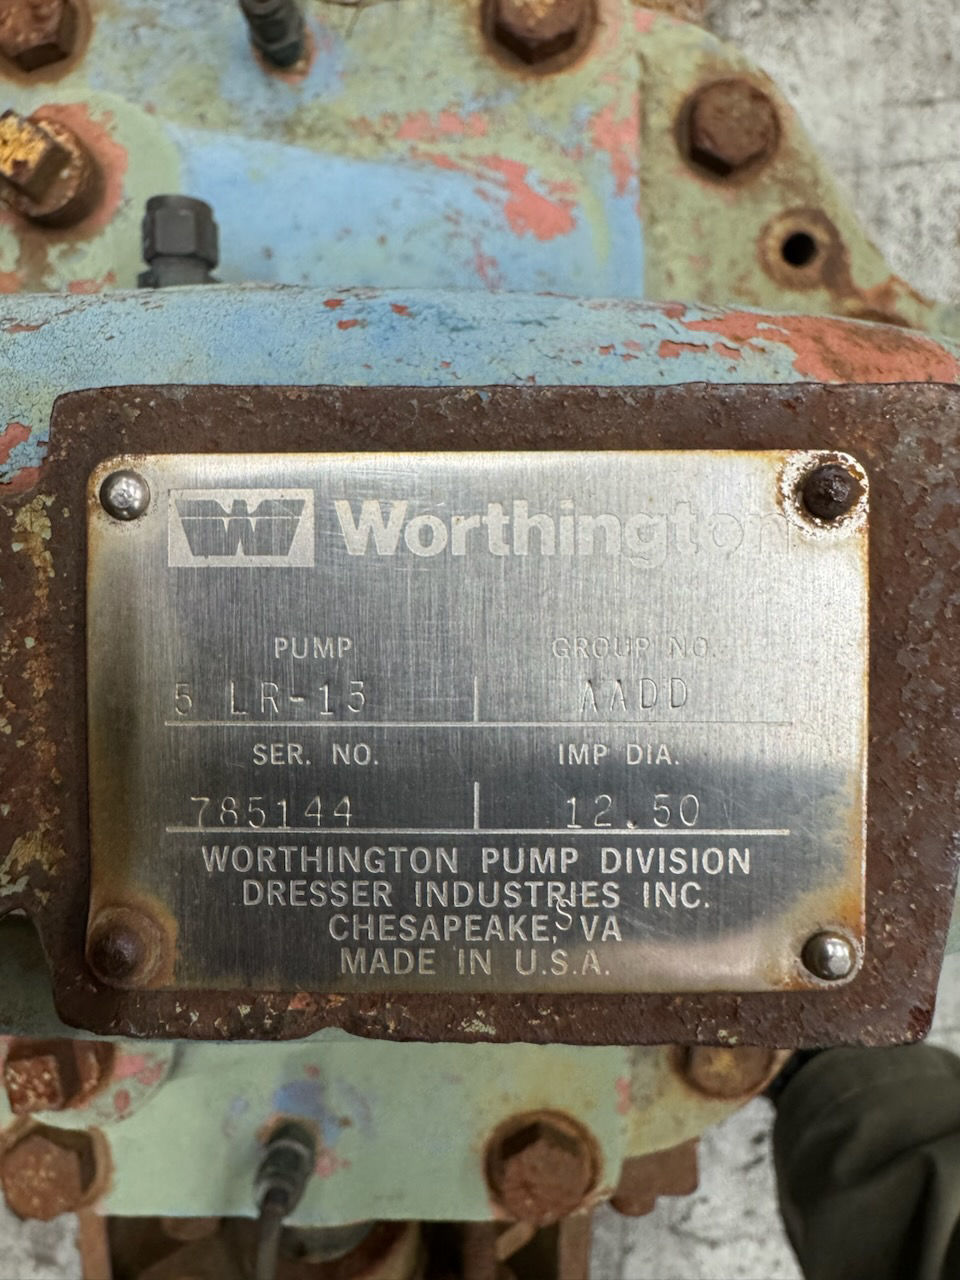 W Worthington
PUMP GROUP NO.
5 LR-13 AADD
SER. NO. IMP DIA.
785144 12.50
WORTHINGTON PUMP DIVISION
DRESSER INDUSTRIES INC.
S
CHESAPEAKE, VA
MADE IN U.S.A.